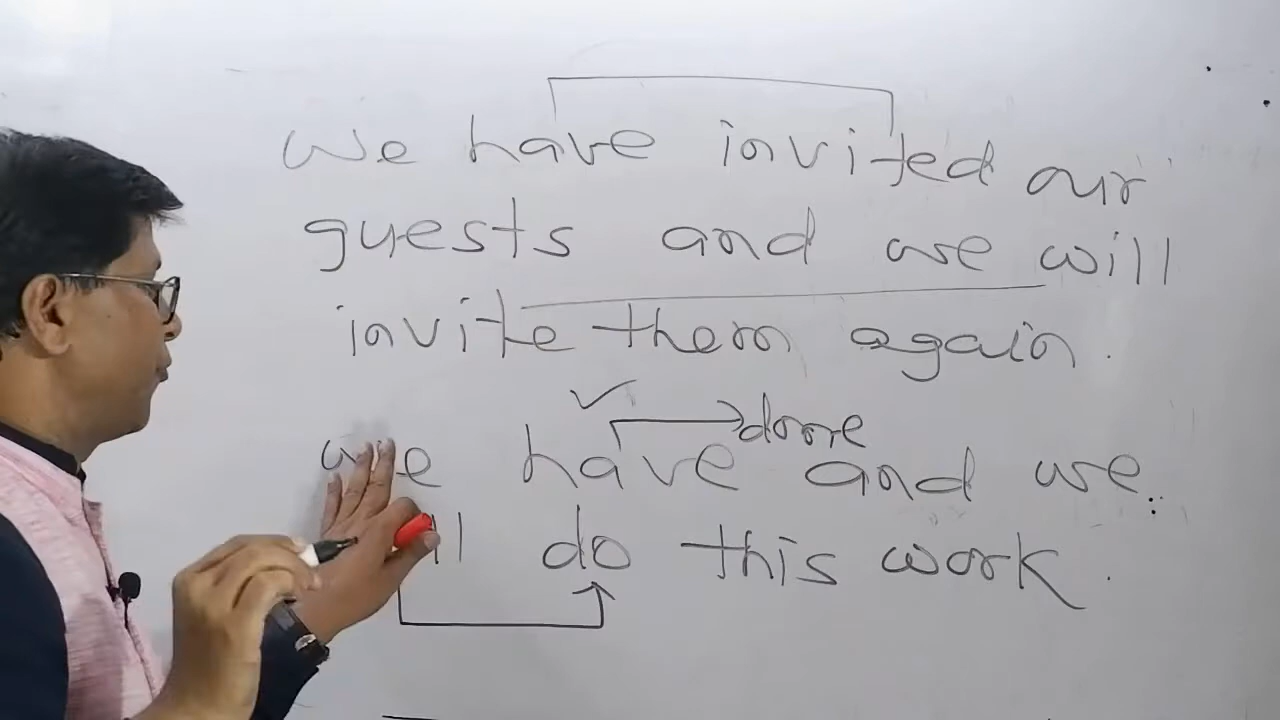 We have invited our
guests and we will
invite them again.
done
we have and we
do this work.